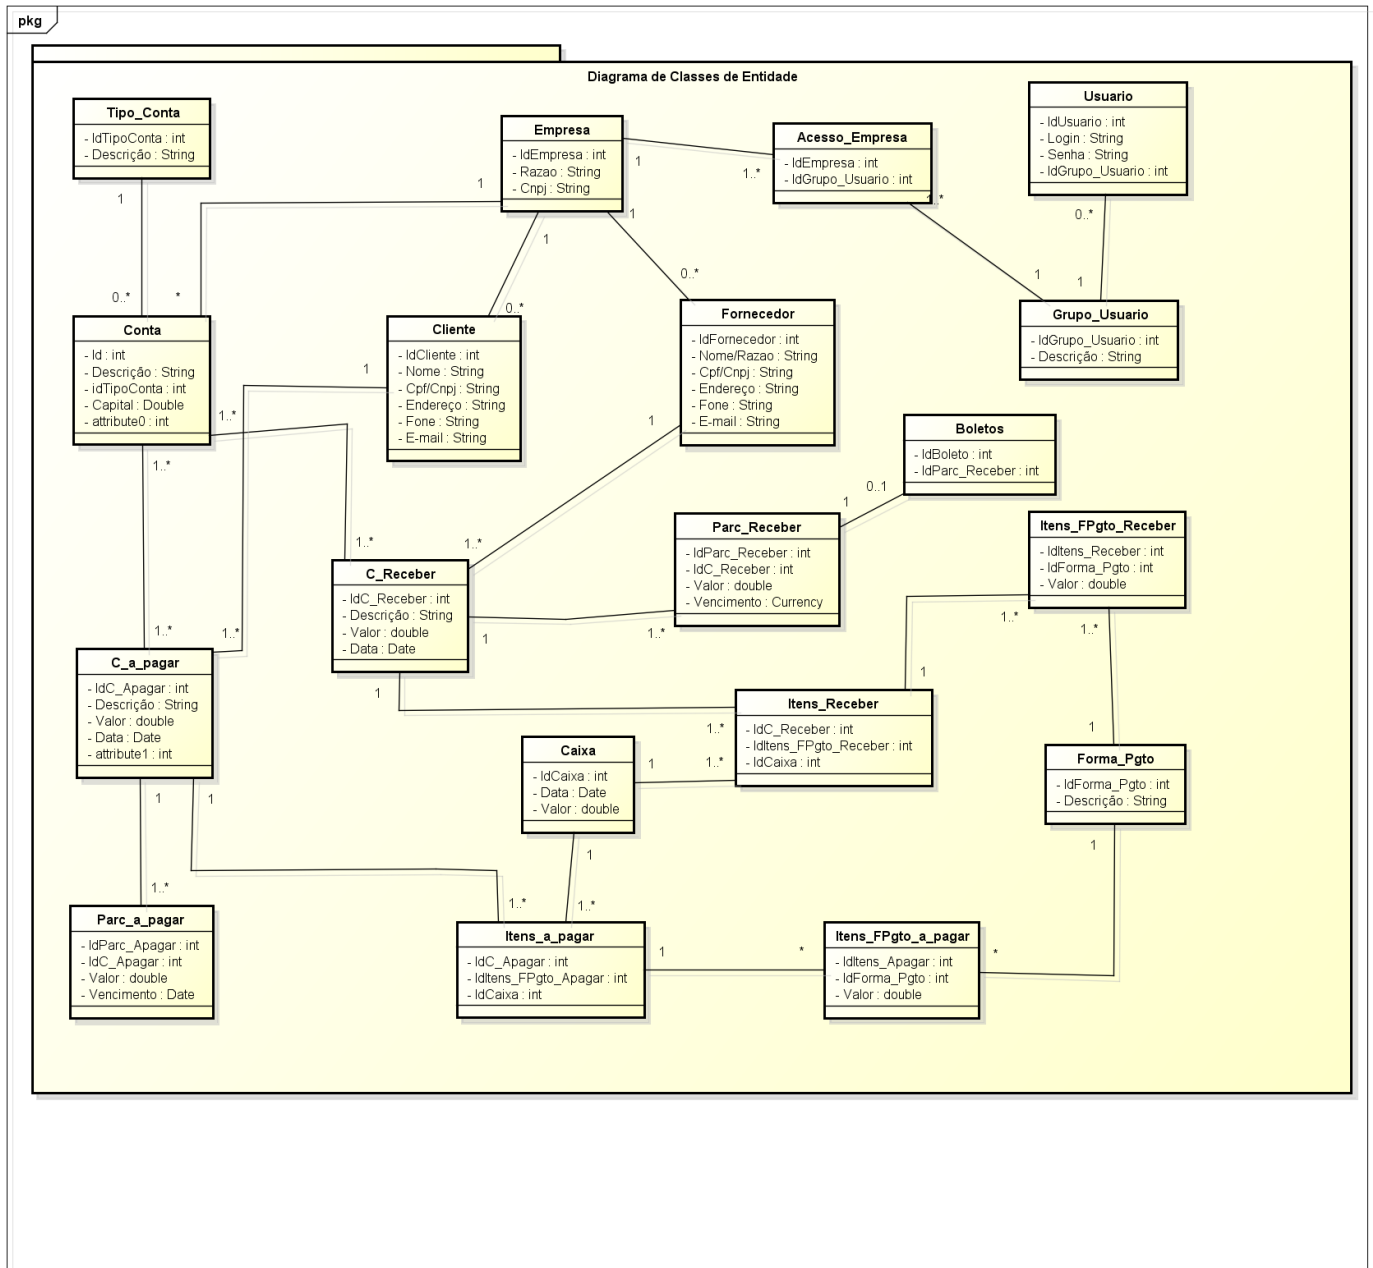 pkg
Diagrama de Classes de Entidade
Tipo_Conta
- IdTipoConta : int
- Descrição : String
Empresa
- IdEmpresa : int
- Razao : String
- Cnpj : String
Acesso_Empresa
- IdEmpresa : int
- IdGrupo_Usuario : int
Usuario
- IdUsuario : int
- Login : String
- Senha : String
- IdGrupo_Usuario : int
1
1
1
1..*
1..*
0..*
1
1
0..*
1
1
0..*
*
0..*
Conta
- Id : int
- Descrição : String
- idTipoConta : int
- Capital : Double
- attribute0 : int
Cliente
- IdCliente : int
- Nome : String
- Cpf/Cnpj : String
- Endereço : String
- Fone : String
- E-mail : String
Fornecedor
- IdFornecedor : int
- Nome/Razao : String
- Cpf/Cnpj : String
- Endereço : String
- Fone : String
- E-mail : String
Grupo_Usuario
- IdGrupo_Usuario : int
- Descrição : String
1
1..*
1
1..*
Boletos
- IdBoleto : int
- IdParc_Receber : int
0..1
1
1..*
1..*
C_Receber
- IdC_Receber : int
- Descrição : String
- Valor : double
- Data : Date
Parc_Receber
- IdParc_Receber : int
- IdC_Receber : int
- Valor : double
- Vencimento : Currency
Itens_FPgto_Receber
- IdItens_Receber : int
- IdForma_Pgto : int
- Valor : double
1..*
1..*
1
1..*
1..*
1..*
1
1
C_a_pagar
- IdC_Apagar : int
- Descrição : String
- Valor : double
- Data : Date
- attribute1 : int
Itens_Receber
- IdC_Receber : int
- IdItens_FPgto_Receber : int
- IdCaixa : int
1..*
1
1
1..*
Caixa
- IdCaixa : int
- Data : Date
- Valor : double
Forma_Pgto
- IdForma_Pgto : int
- Descrição : String
1
1
1
1
1..*
1..*
1..*
Parc_a_pagar
- IdParc_Apagar : int
- IdC_Apagar : int
- Valor : double
- Vencimento : Date
Itens_a_pagar
- IdC_Apagar : int
- IdItens_FPgto_Apagar : int
- IdCaixa : int
1
*
Itens_FPgto_a_pagar
- IdItens_Apagar : int
- IdForma_Pgto : int
- Valor : double
*